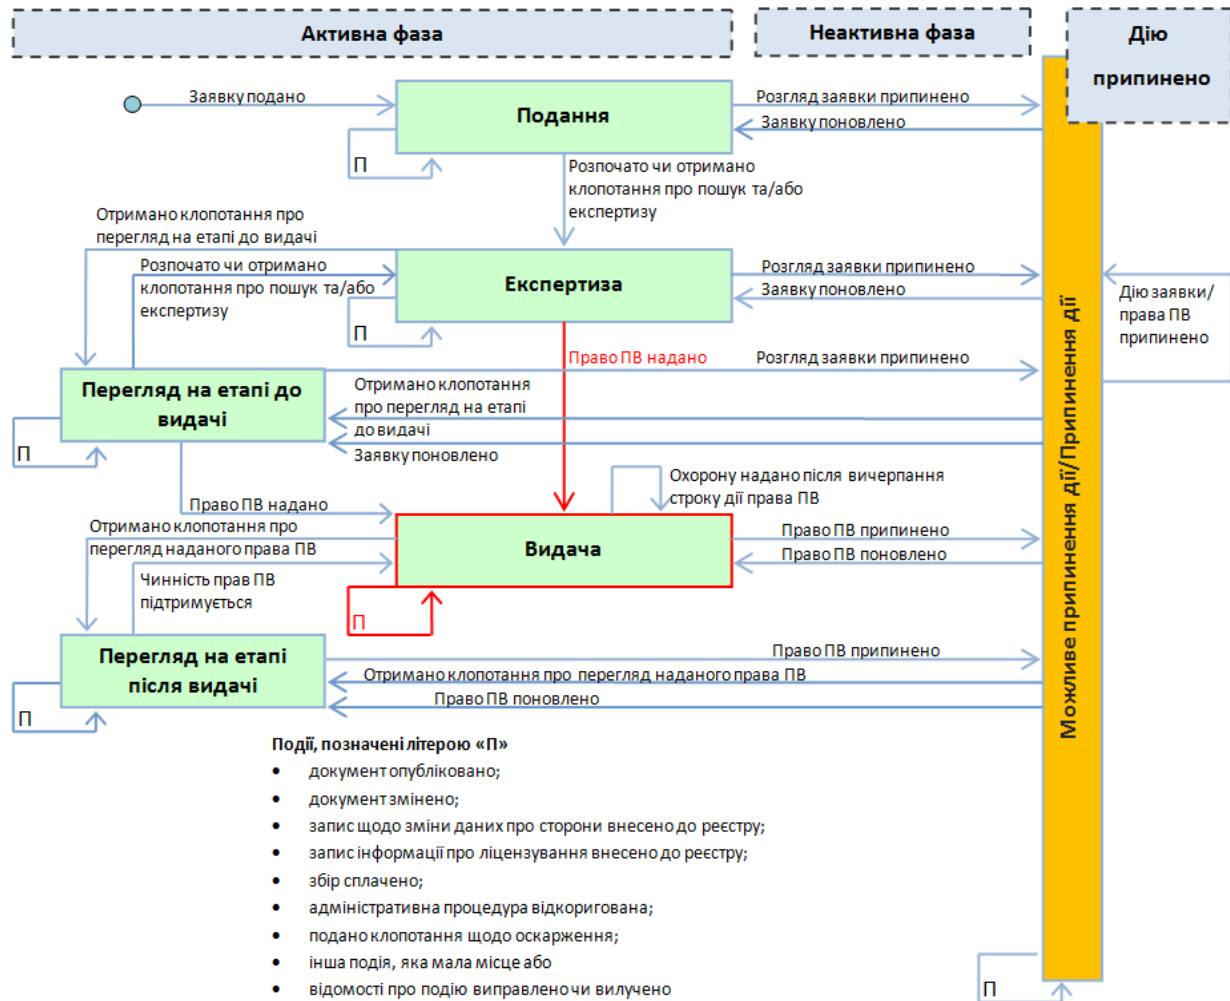 Активна фаза
Неактивна фаза
Дію
припинено
Заявку подано
Подання
Розгляд заявки припинено
Заявку поновлено
П
Розпочато чи отримано
клопотання про пошук та/або
експертизу
Отримано клопотання про
перегляд на етапі до видачі
Розпочато чи отримано
клопотання про пошук та/або
експертизу
Експертиза
Розгляд заявки припинено
Заявку поновлено
П
Дію заявки/
права ПВ
припинено
Право ПВ надано
Розгляд заявки припинено
Перегляд на етапі до
видачі
Отримано клопотання
про перегляд на етапі
до видачі
Заявку поновлено
П
Право ПВ надано
Охорону надано після вичерпання
строку дії права ПВ
Отримано клопотання про
перегляд наданого права ПВ
Видача
Право ПВ припинено
Право ПВ поновлено
Чинність прав ПВ
підтримується
П
Перегляд на етапі
після видачі
Право ПВ припинено
Отримано клопотання про перегляд наданого права ПВ
Право ПВ поновлено
П
Можливе припинення дії/Припинення дії
Події, позначені літерою «П»
• документ опубліковано;
• документ змінено;
• запис щодо зміни даних про сторони внесено до реєстру;
• запис інформації про ліцензування внесено до реєстру;
• збір сплачено;
• адміністративна процедура відкоригована;
• подано клопотання щодо оскарження;
• інша подія, яка мала місце або
• відомості про подію виправлено чи вилучено
П